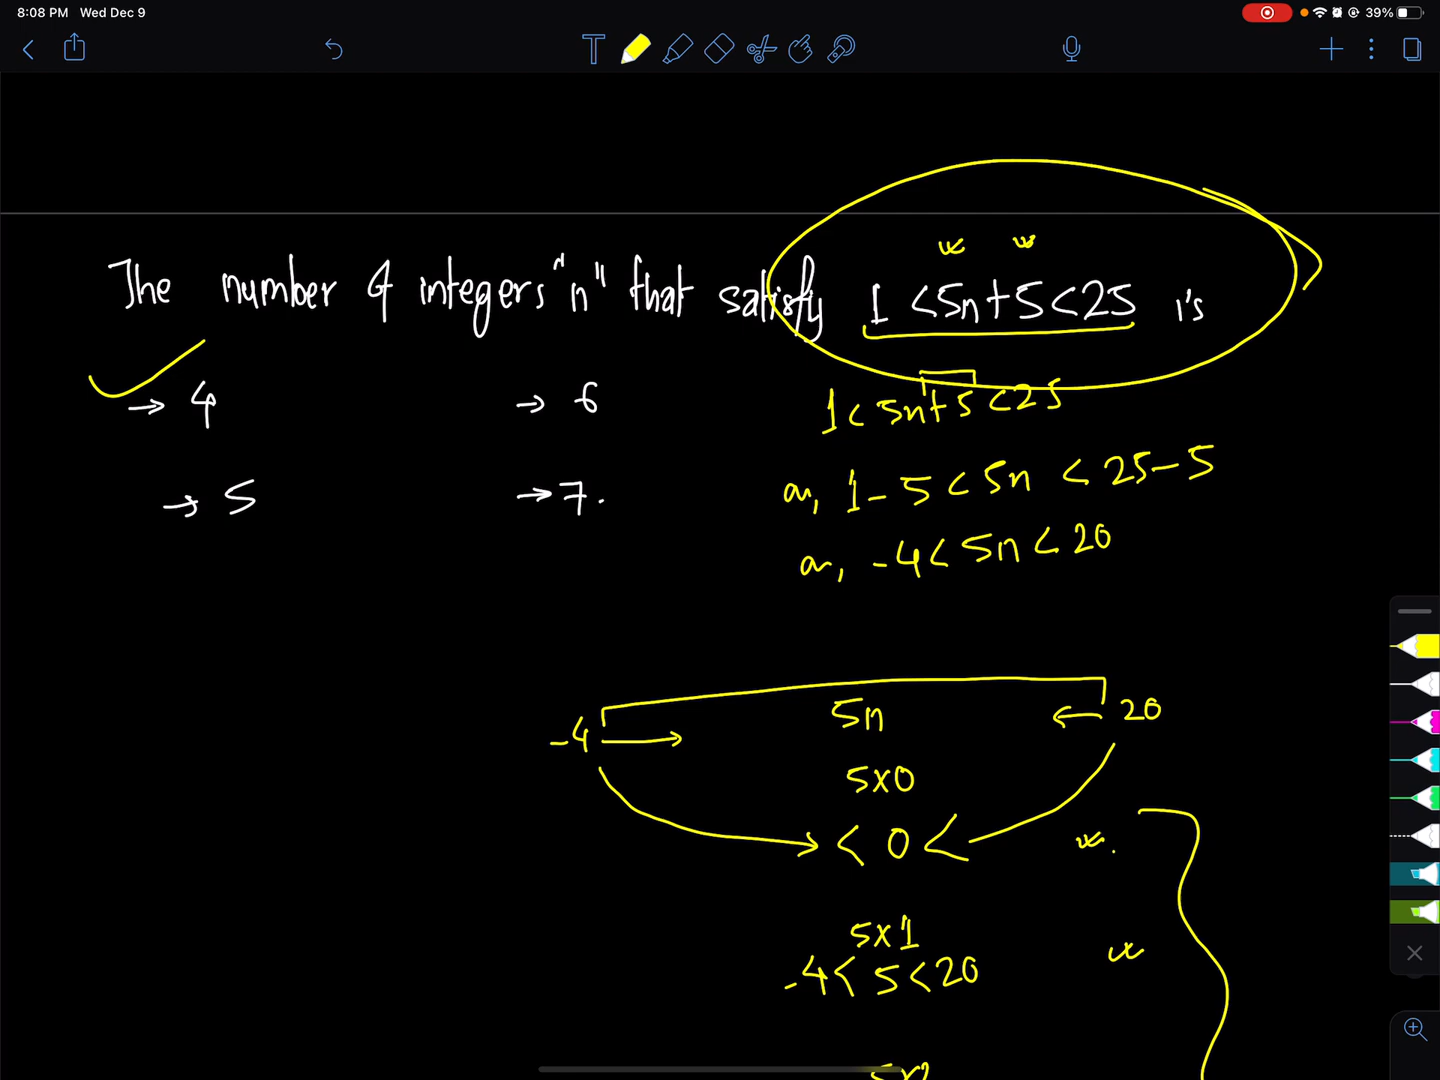 8:08 PM Wed Dec 9 39%
The number of integers "n" that satisfy 1 < 5n + 5 < 25 is
→ 4 → 6
→ 5 → 7.
1 < 5n + 5 < 25
or, 1 - 5 < 5n < 25 - 5
or, -4 < 5n < 20
-4 5n 20
5x0
< 0 <
5x1
-4 < 5 < 20
5x2